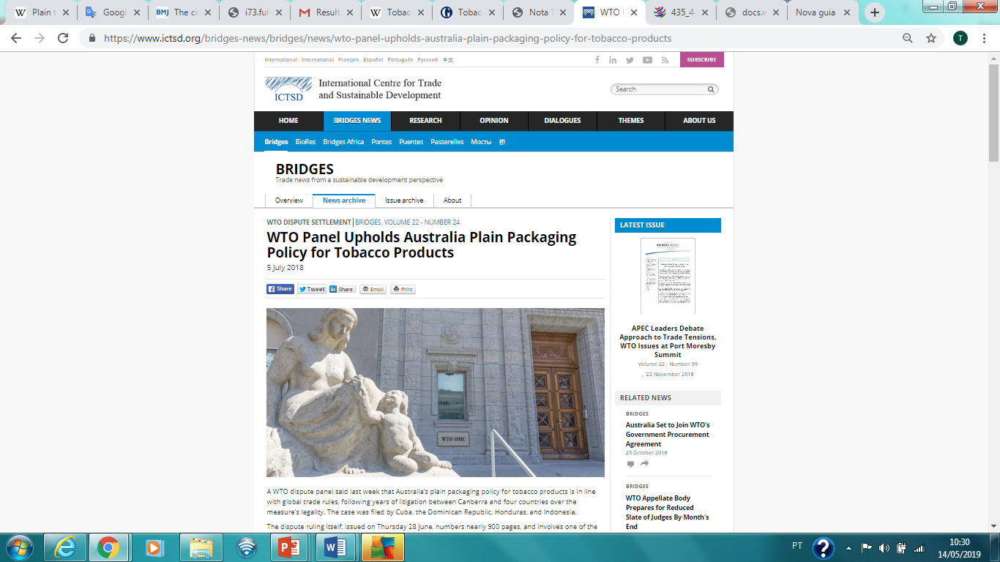 Plain t
Googl
BMJ The ci
i73.ful
Result
Tobac
Tobac
Nota T
WTO
435_4
docs.v
Nova guia
https://www.ictsd.org/bridges-news/bridges/news/wto-panel-upholds-australia-plain-packaging-policy-for-tobacco-products
T
International International Français Español Português Русский 中文
SUBSCRIBE
ICTSD
International Centre for Trade
and Sustainable Development
Search
HOME BRIDGES NEWS RESEARCH OPINION DIALOGUES THEMES ABOUT US
Bridges BioRes Bridges Africa Pontes Puentes Passerelles Мосты 桥
BRIDGES
Trade news from a sustainable development perspective
Overview News archive Issue archive About
WTO DISPUTE SETTLEMENT | BRIDGES, VOLUME 22 - NUMBER 24
WTO Panel Upholds Australia Plain Packaging
Policy for Tobacco Products
5 July 2018
Share Tweet Share Email Print
WTO OMC
A WTO dispute panel said last week that Australia's plain packaging policy for tobacco products is in line
with global trade rules, following years of litigation between Canberra and four countries over the
measure's legality. The case was filed by Cuba, the Dominican Republic, Honduras, and Indonesia.
The dispute ruling itself, issued on Thursday 28 June, numbers nearly 900 pages, and involves one of the
LATEST ISSUE
APEC Leaders Debate
Approach to Trade Tensions,
WTO Issues at Port Moresby
Summit
Volume 22 - Number 39
, 22 November 2018
RELATED NEWS
BRIDGES
Australia Set to Join WTO's
Government Procurement
Agreement
25 October 2018
BRIDGES
WTO Appellate Body
Prepares for Reduced
Slate of Judges By Month's
End
PT
10:30
14/05/2019